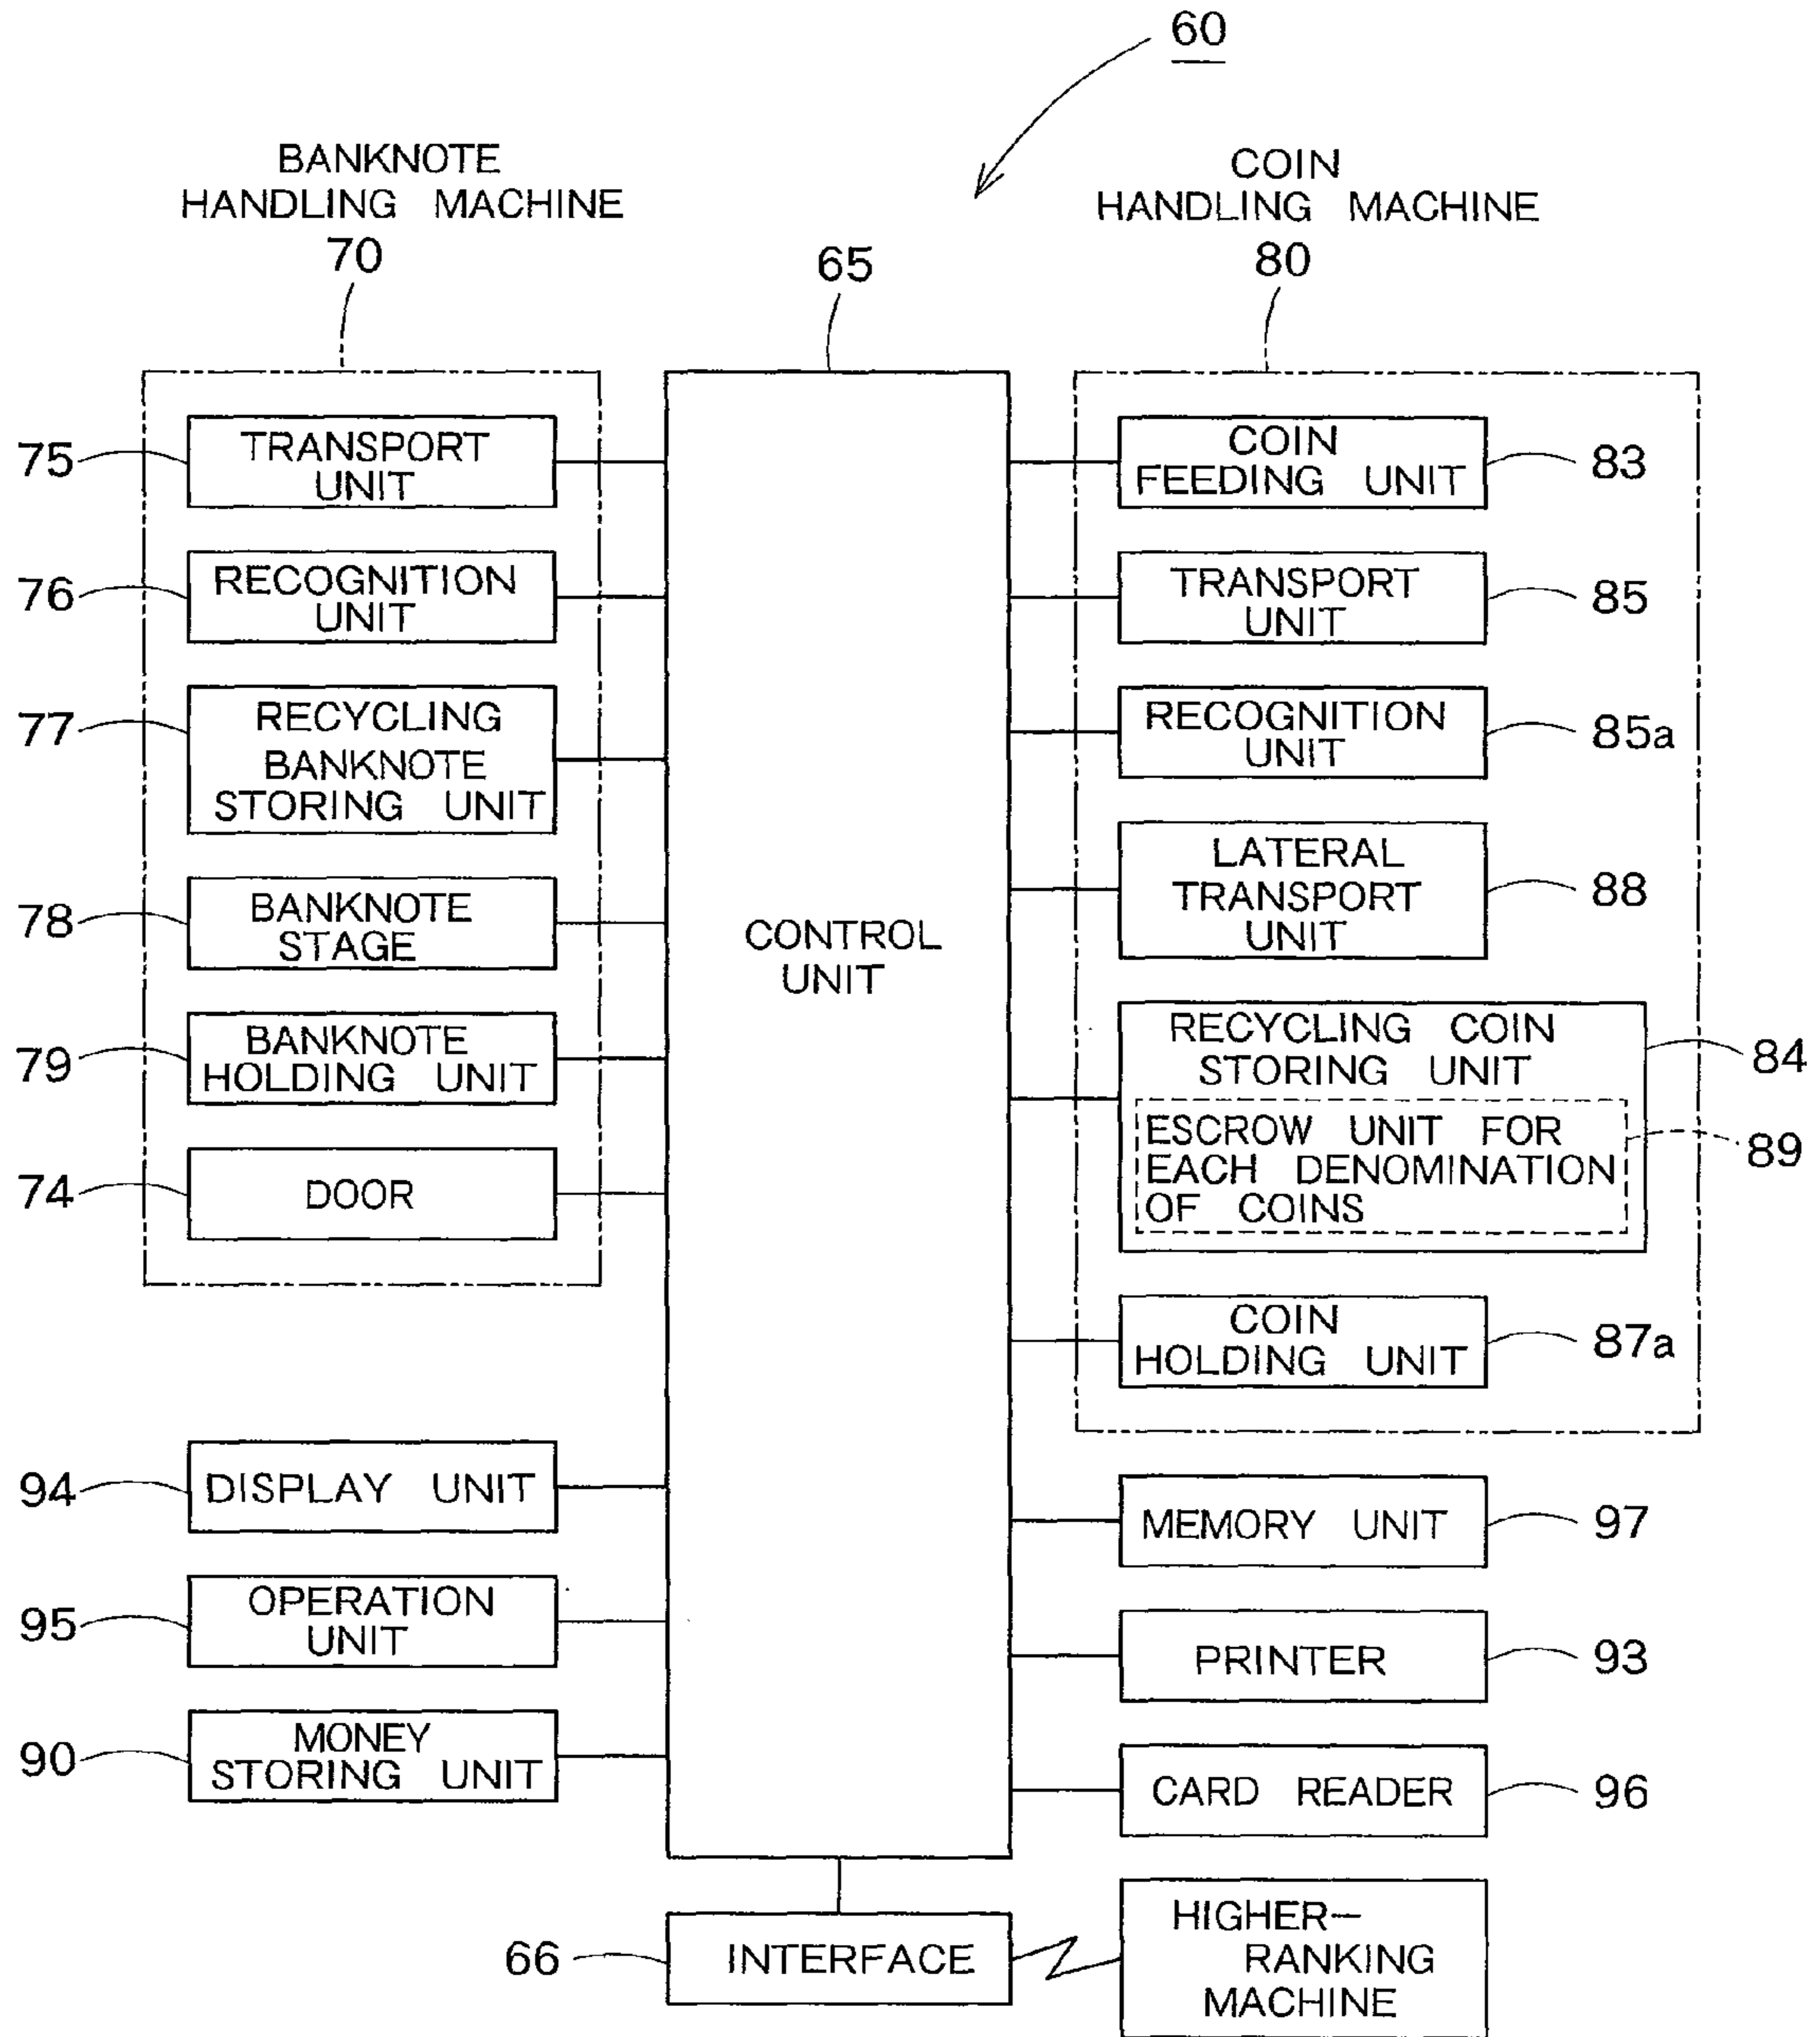 60
BANKNOTE
HANDLING MACHINE
70
65
COIN
HANDLING MACHINE
80
75
TRANSPORT
UNIT
76
RECOGNITION
UNIT
77
RECYCLING
BANKNOTE
STORING UNIT
78
BANKNOTE
STAGE
79
BANKNOTE
HOLDING UNIT
74
DOOR
94
DISPLAY UNIT
95
OPERATION
UNIT
90
MONEY
STORING UNIT
CONTROL
UNIT
COIN
FEEDING UNIT
83
TRANSPORT
UNIT
85
RECOGNITION
UNIT
85a
LATERAL
TRANSPORT
UNIT
88
RECYCLING COIN
STORING UNIT
84
ESCROW UNIT FOR
EACH DENOMINATION
OF COINS
89
COIN
HOLDING UNIT
87a
MEMORY UNIT
97
PRINTER
93
CARD READER
96
66
INTERFACE
HIGHER-
RANKING
MACHINE